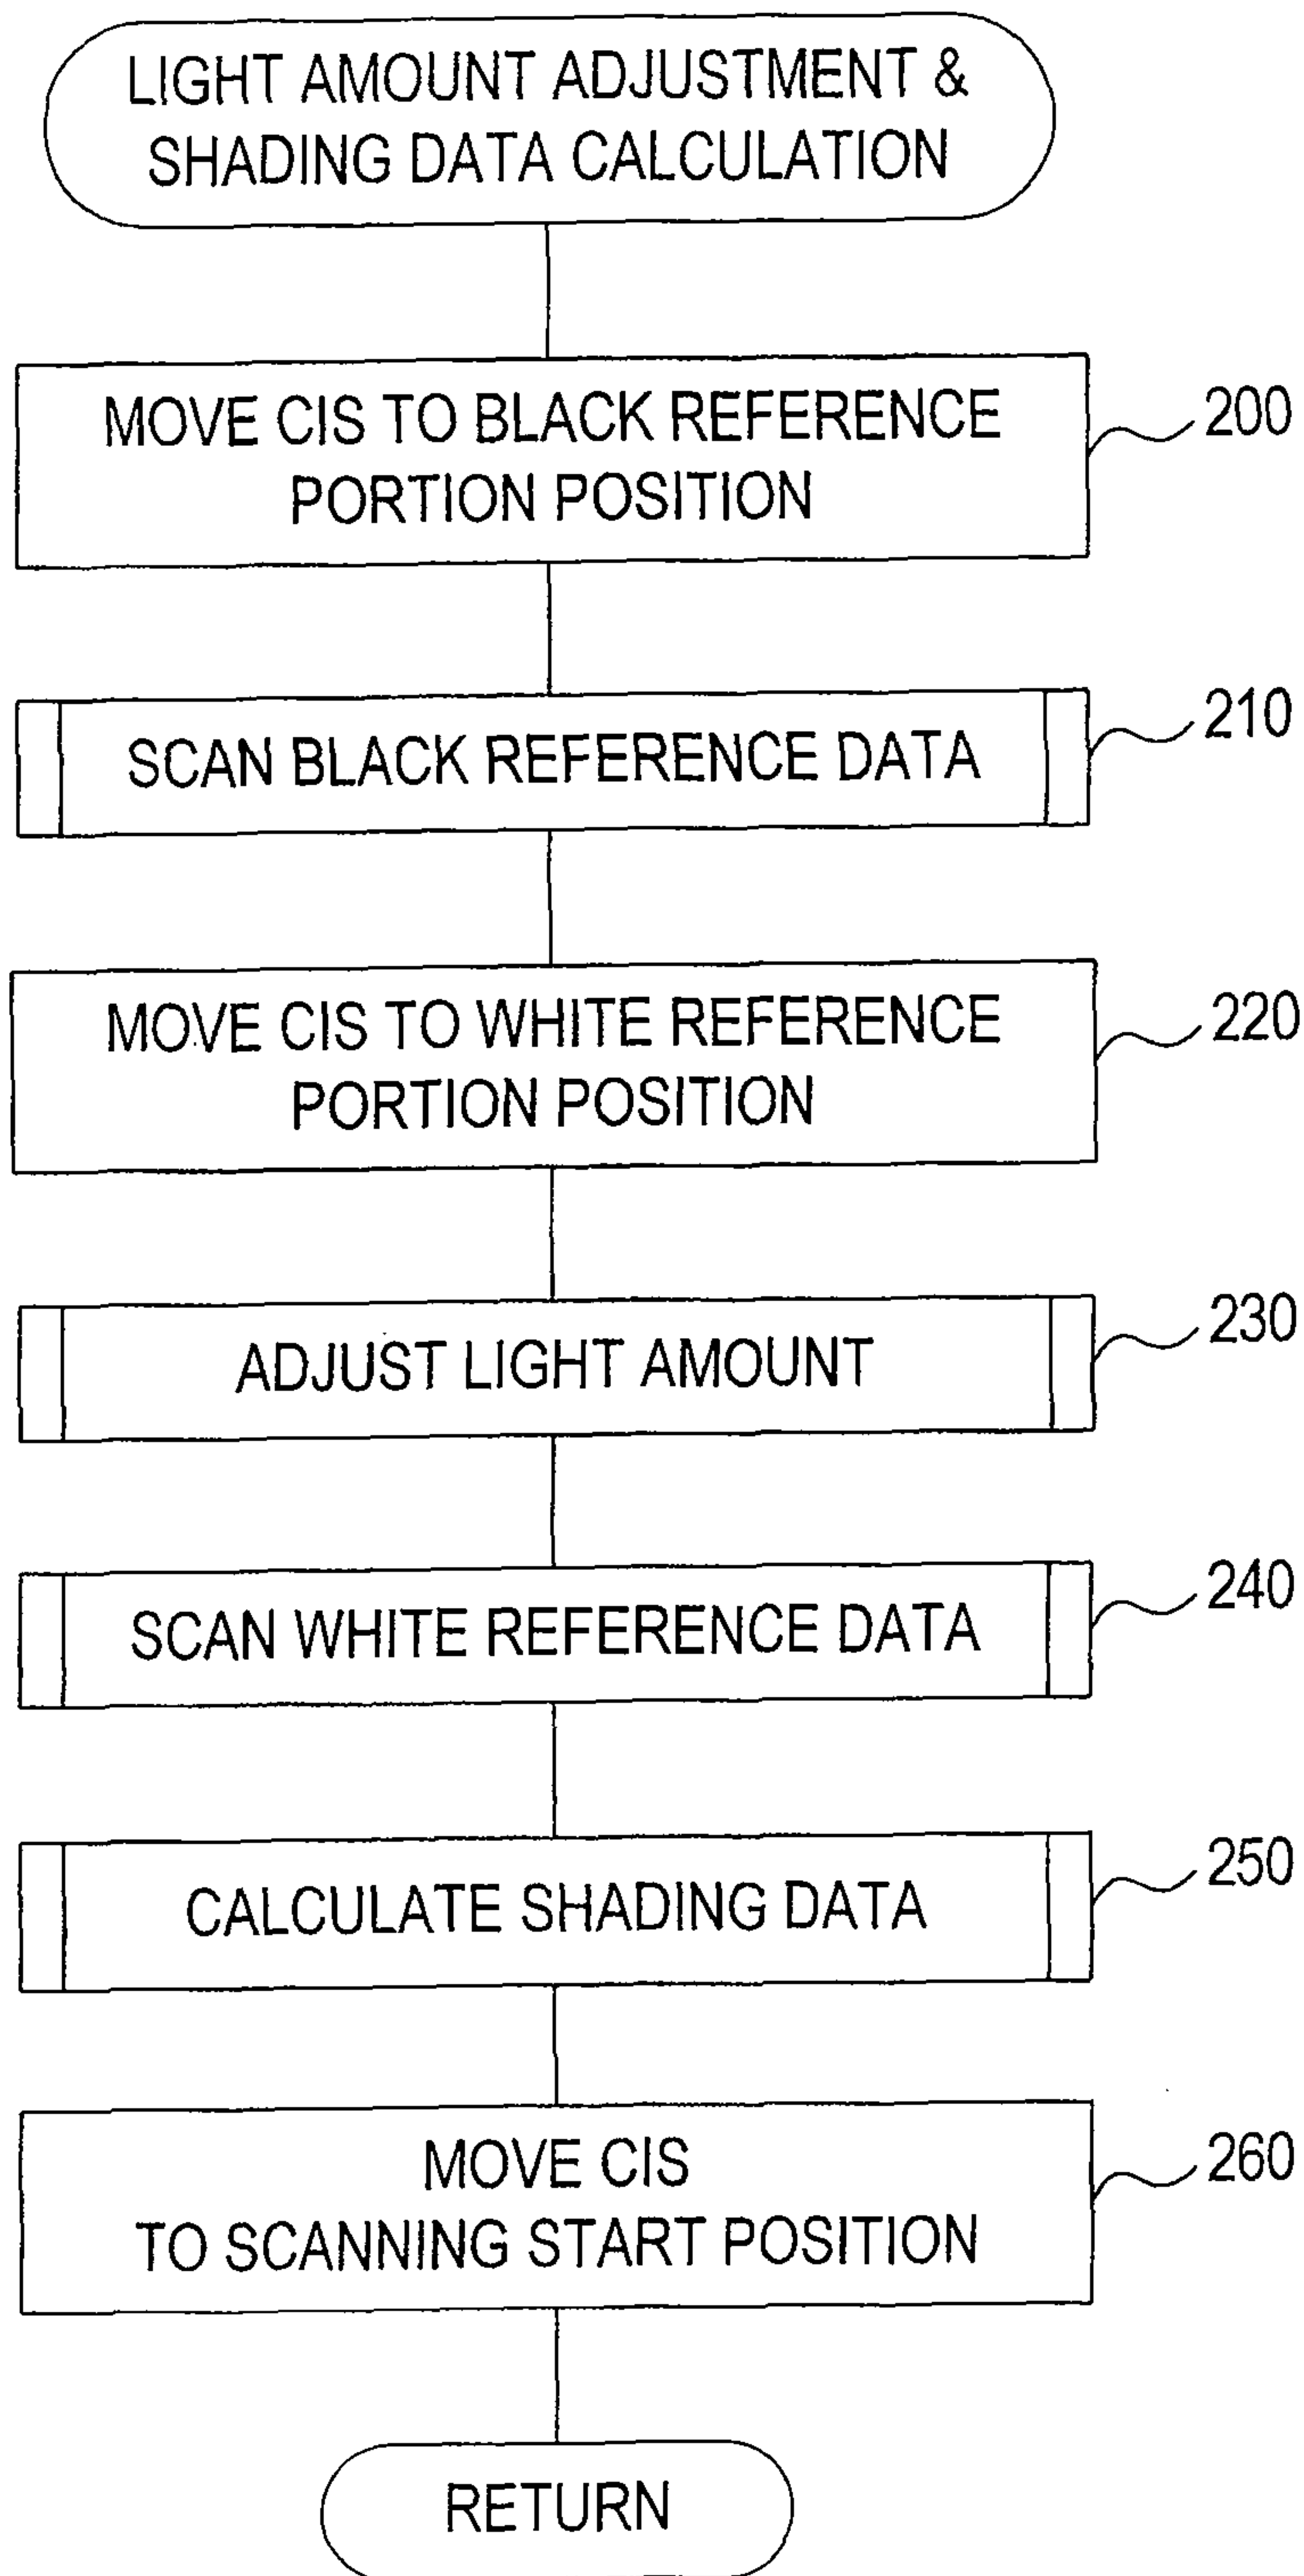 LIGHT AMOUNT ADJUSTMENT &
SHADING DATA CALCULATION
MOVE CIS TO BLACK REFERENCE
PORTION POSITION
200
SCAN BLACK REFERENCE DATA
210
MOVE CIS TO WHITE REFERENCE
PORTION POSITION
220
ADJUST LIGHT AMOUNT
230
SCAN WHITE REFERENCE DATA
240
CALCULATE SHADING DATA
250
MOVE CIS
TO SCANNING START POSITION
260
RETURN